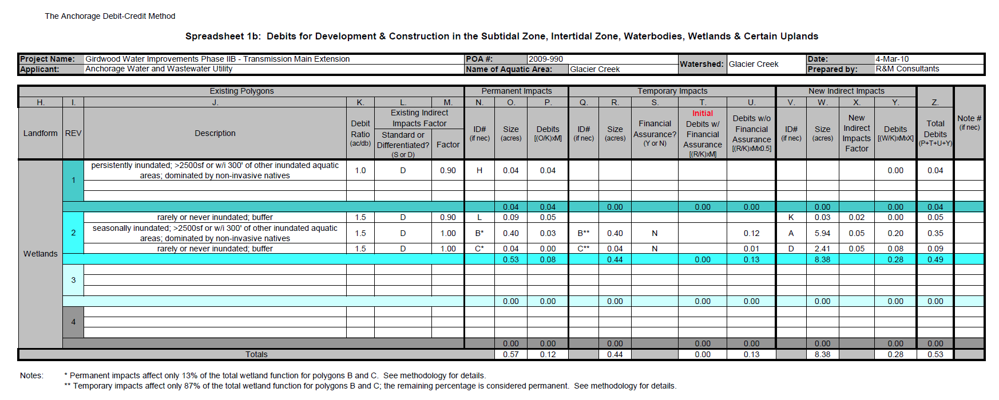 The Anchorage Debit-Credit Method
Spreadsheet 1b: Debits for Development & Construction in the Subtidal Zone, Intertidal Zone, Waterbodies, Wetlands & Certain Uplands
Project Name: Girdwood Water Improvements Phase IIB - Transmission Main Extension POA #: 2009-990 Watershed: Glacier Creek Date: 4-Mar-10
Applicant: Anchorage Water and Wastewater Utility Name of Aquatic Area: Glacier Creek Prepared by: R&M Consultants
Existing Polygons Permanent Impacts Temporary Impacts New Indirect Impacts
H. I. J. K. L. M. N. O. P. Q. R. S. T. U. V. W. X. Y. Z.
Landform
REV
Description
Debit
Ratio
(ac/db)
Existing Indirect
Impacts Factor
Standard or
Differentiated?
(S or D)
Factor
ID#
(if nec)
Size
(acres)
Debits
[(O/K)xM]
ID#
(if nec)
Size
(acres)
Financial
Assurance?
(Y or N)
Initial
Debits w/
Financial
Assurance
[(R/K)xM]
Debits w/o
Financial
Assurance
[(R/K)xMx0.5]
ID#
(if nec)
Size
(acres)
New
Indirect
Impacts
Factor
Debits
[(W/K)xMxX]
Total
Debits
(P+T+U+Y)
Note #
(if nec)
Wetlands
1
persistently inundated; >2500sf or w/i 300' of other inundated aquatic
areas; dominated by non-invasive natives
1.0 D 0.90 H 0.04 0.04 0.00 0.04
0.04 0.04 0.00 0.00 0.00 0.00 0.00 0.04
2
rarely or never inundated; buffer 1.5 D 0.90 L 0.09 0.05 K 0.03 0.02 0.00 0.05
seasonally inundated; >2500sf or w/i 300' of other inundated aquatic
areas; dominated by non-invasive natives
1.5 D 1.00 B* 0.40 0.03 B** 0.40 N 0.12 A 5.94 0.05 0.20 0.35
rarely or never inundated; buffer 1.5 D 1.00 C* 0.04 0.00 C** 0.04 N 0.01 D 2.41 0.05 0.08 0.09
0.53 0.08 0.44 0.00 0.13 8.38 0.28 0.49
3
0.00 0.00 0.00 0.00 0.00 0.00 0.00 0.00
4
0.00 0.00 0.00 0.00 0.00 0.00 0.00 0.00
Totals 0.57 0.12 0.44 0.00 0.13 8.38 0.28 0.53
Notes: * Permanent impacts affect only 13% of the total wetland function for polygons B and C. See methodology for details.
** Temporary impacts affect only 87% of the total wetland function for polygons B and C; the remaining percentage is considered permanent. See methodology for details.